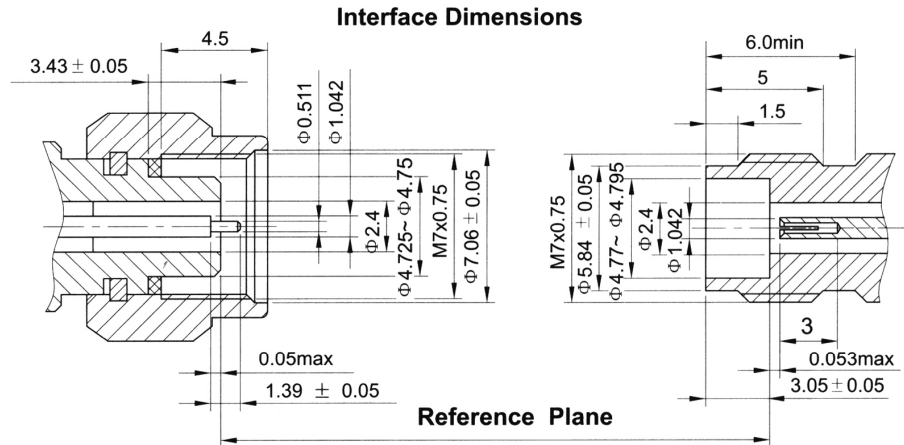 Interface Dimensions
4.5
3.43 ± 0.05
Φ0.511
Φ1.042
Φ2.4
Φ4.725~ Φ4.75
M7x0.75
Φ7.06 ± 0.05
0.05max
1.39 ± 0.05
6.0min
5
1.5
M7x0.75
Φ5.84 ± 0.05
Φ4.77~ Φ4.795
Φ2.4
Φ1.042
3
0.053max
3.05±0.05
Reference Plane